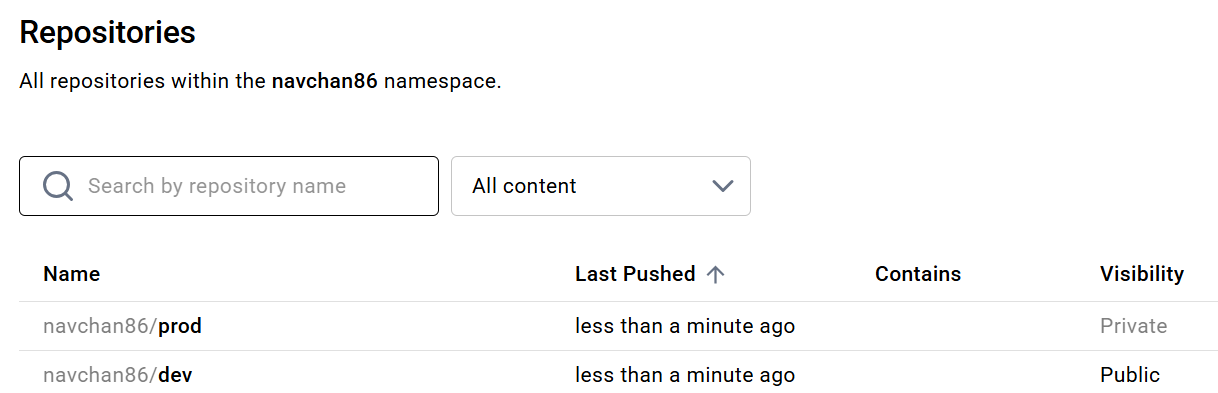 Repositories
All repositories within the navchan86 namespace.
Search by repository name
All content
Name Last Pushed Contains Visibility
navchan86/prod less than a minute ago Private
navchan86/dev less than a minute ago Public